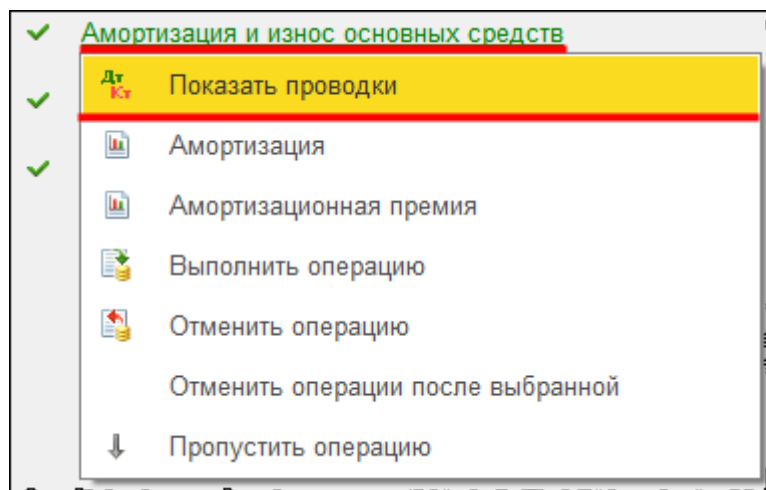 Амортизация и износ основных средств
Дт Кт Показать проводки
Амортизация
Амортизационная премия
Выполнить операцию
Отменить операцию
Отменить операции после выбранной
Пропустить операцию